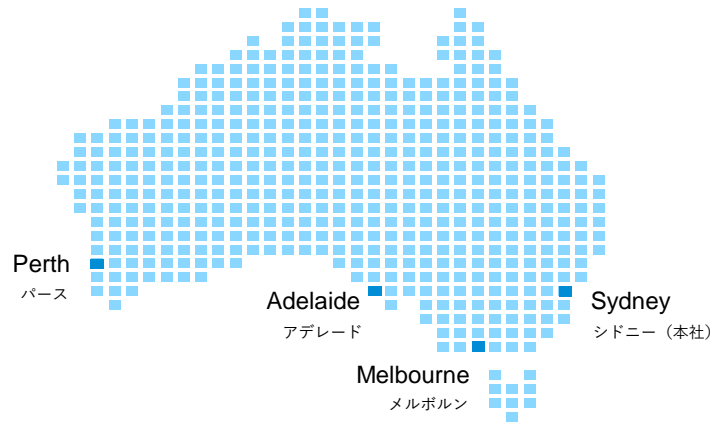 Perth
パース
Adelaide
アデレード
Sydney
シドニー（本社）
Melbourne
メルボルン